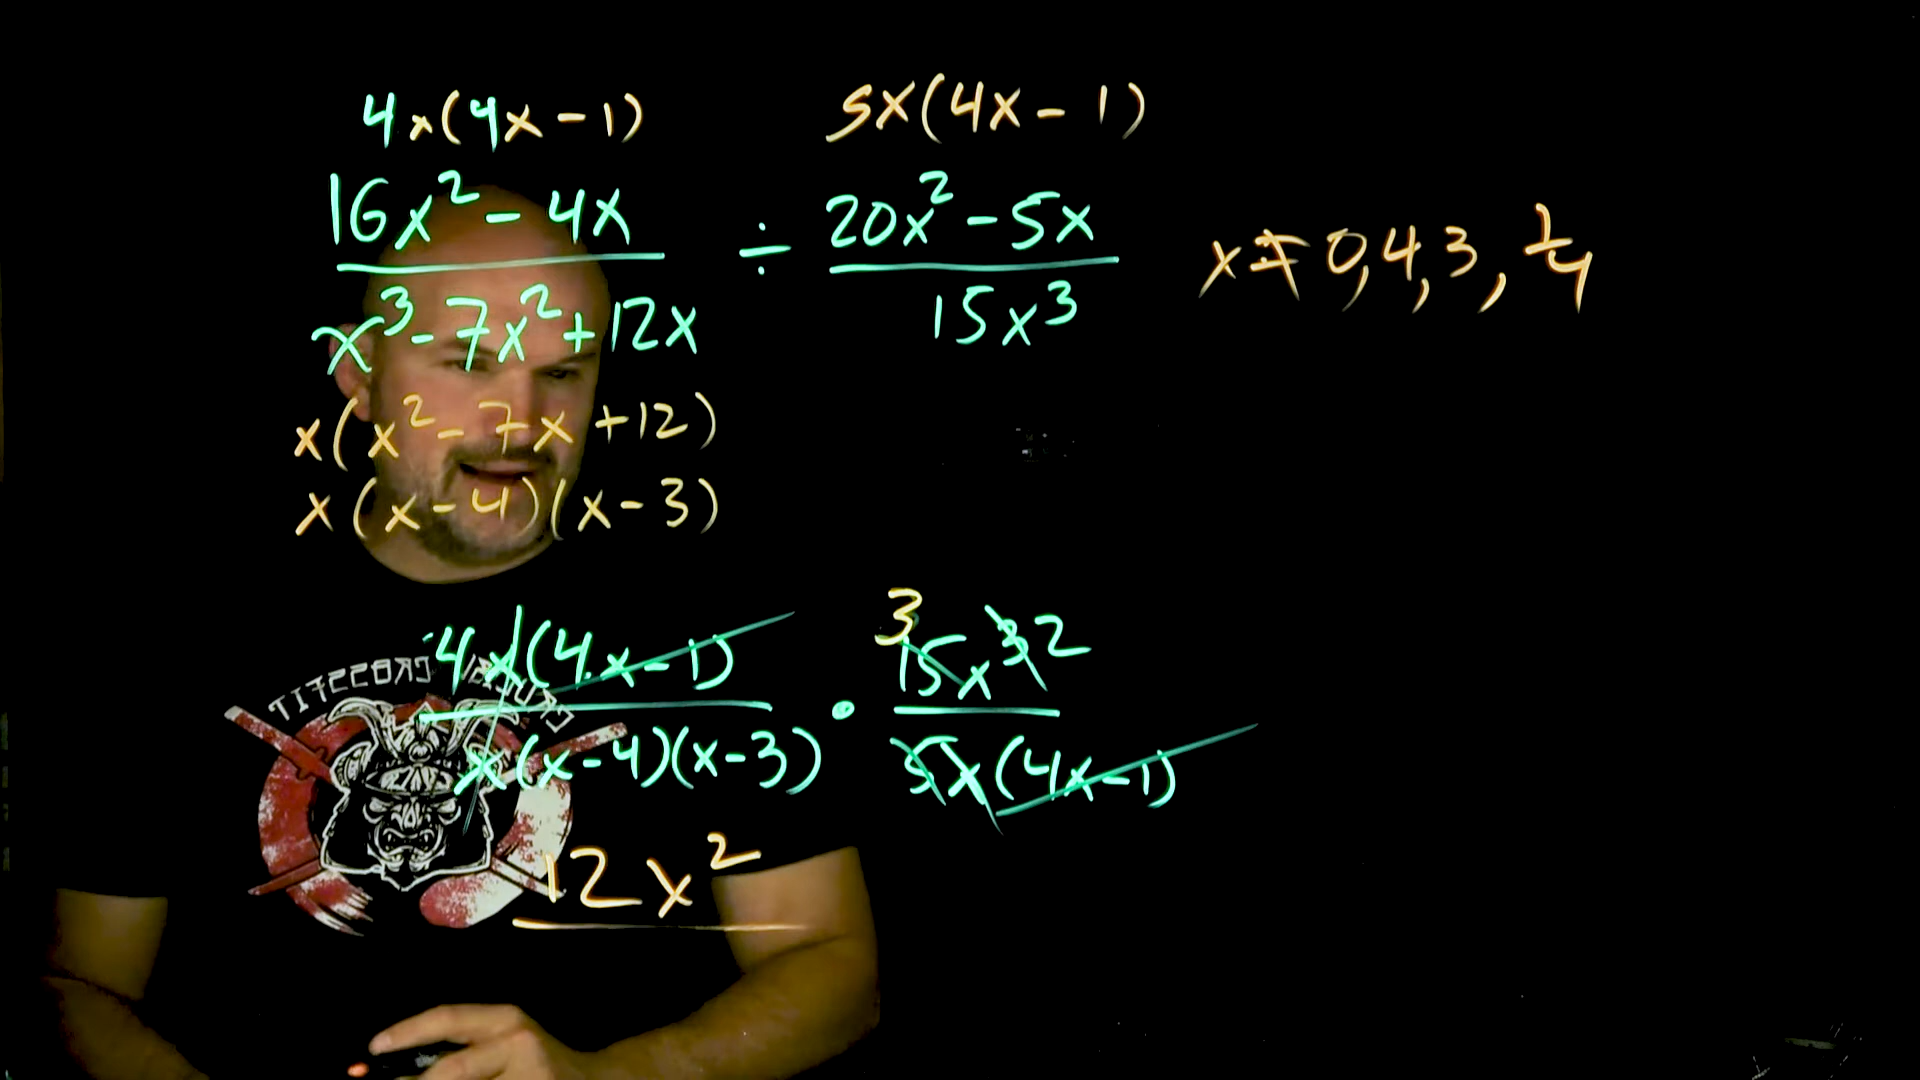 4x(4x-1) 5x(4x-1)
16x²-4x ÷ 20x²-5x x≠0,4,3,1/4
x³-7x²+12x 15x³
x(x²-7x+12)
x(x-4)(x-3)
3
4x(4x-1) · 15x³ 2
x(x-4)(x-3) 5x(4x-1)
12x²